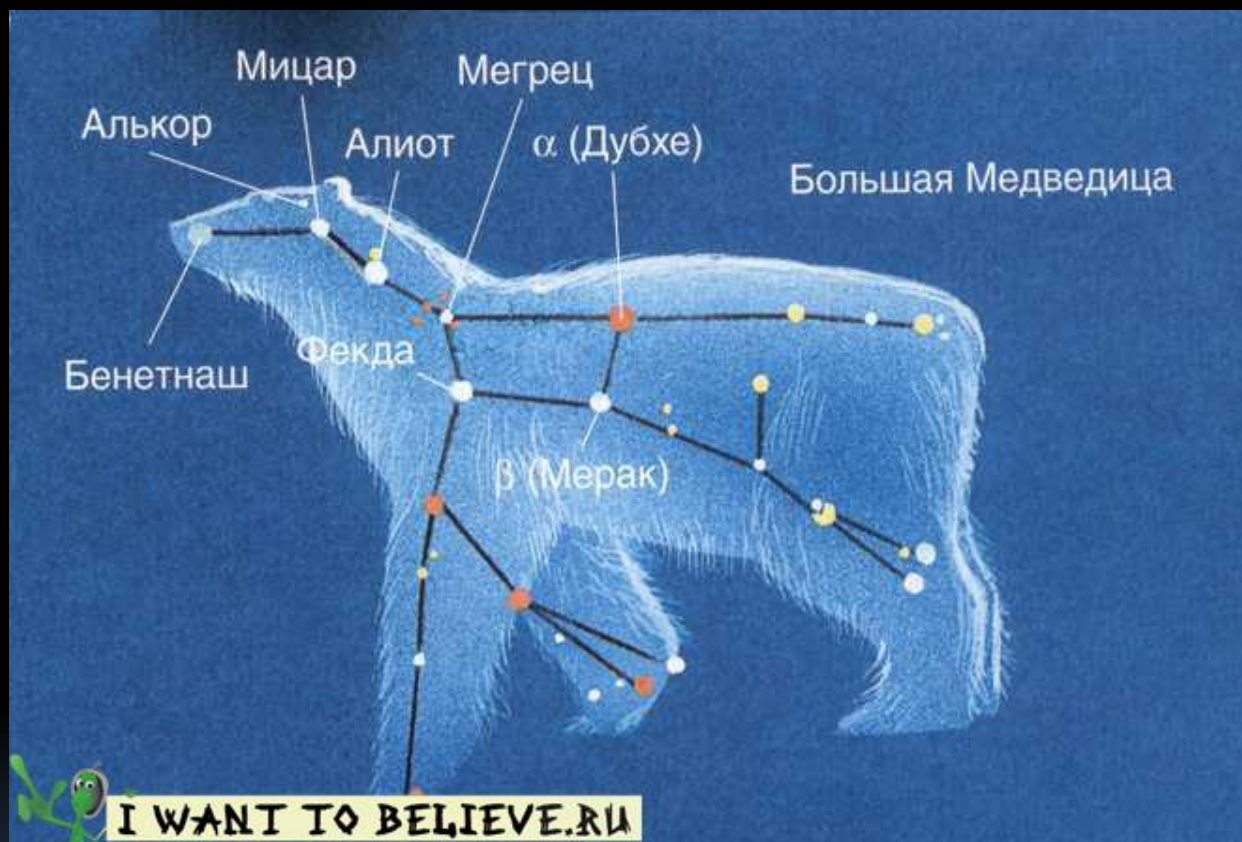 Мицар
Мегрец
Алькор
Алиот
α (Дубхе)
Большая Медведица
Фекда
Бенетнаш
β (Мерак)
I WANT TO BELIEVE.RU